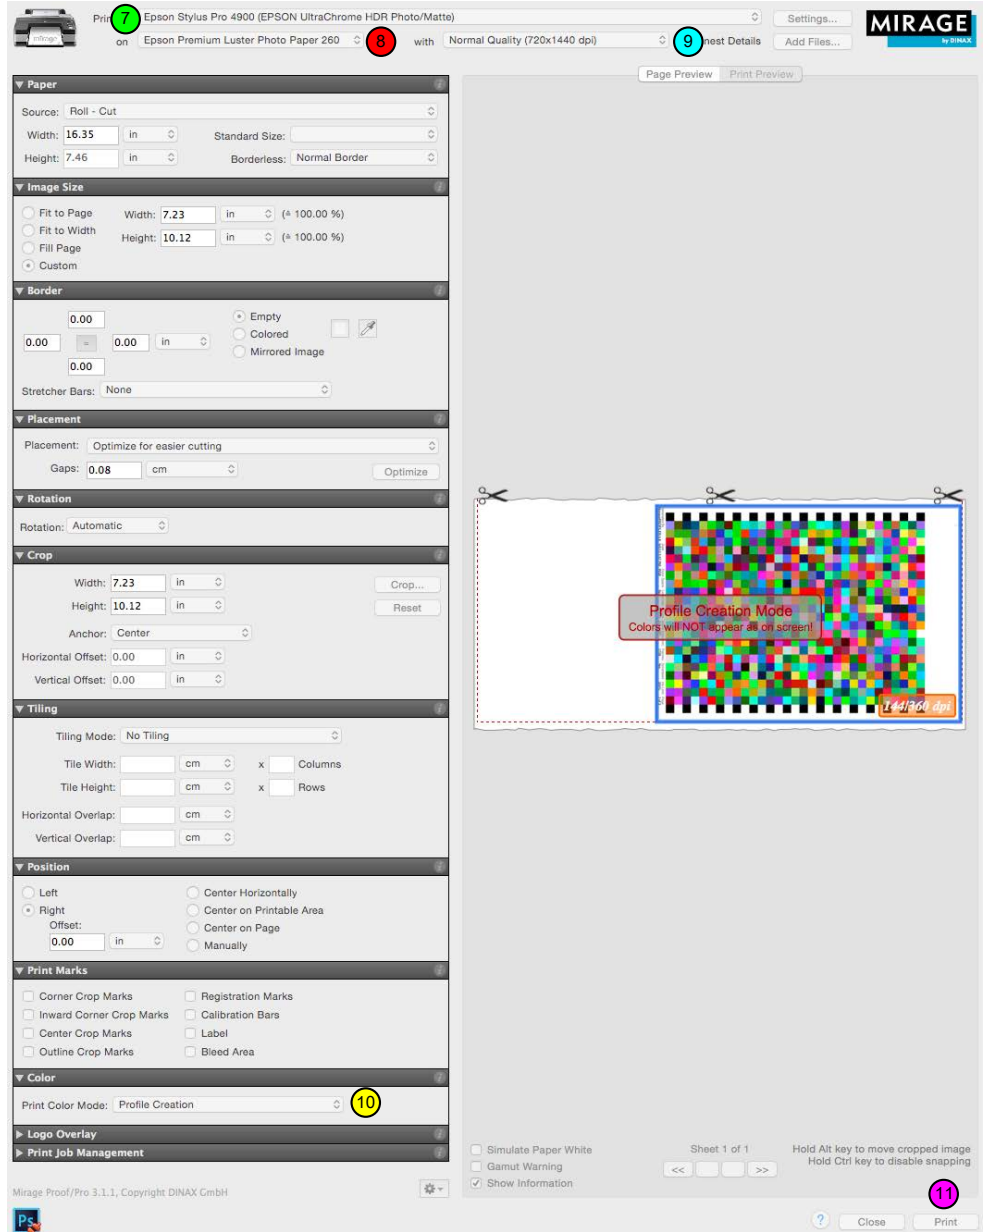 Prin 7 Epson Stylus Pro 4900 (EPSON UltraChrome HDR Photo/Matte) Settings...
on Epson Premium Luster Photo Paper 260 8 with Normal Quality (720x1440 dpi) 9 nest Details Add Files...
mirage
MIRAGE
by DINAX
Page Preview Print Preview
Paper
Source: Roll - Cut
Width: 16.35 in Standard Size:
Height: 7.46 in Borderless: Normal Border
Image Size
Fit to Page Width: 7.23 in (≙ 100.00 %)
Fit to Width
Height: 10.12 in (≙ 100.00 %)
Fill Page
Custom
Border
0.00 Empty
0.00 = 0.00 in Colored
Mirrored Image
0.00
Stretcher Bars: None
Placement
Placement: Optimize for easier cutting
Gaps: 0.08 cm Optimize
Rotation
Rotation: Automatic
Crop
Width: 7.23 in Crop...
Height: 10.12 in Reset
Anchor: Center
Horizontal Offset: 0.00 in
Vertical Offset: 0.00 in
Profile Creation Mode
Colors will NOT appear as on screen!
144/360 dpi
Tiling
Tiling Mode: No Tiling
Tile Width: cm x Columns
Tile Height: cm x Rows
Horizontal Overlap: cm
Vertical Overlap: cm
Position
Left Center Horizontally
Right Center on Printable Area
Offset: Center on Page
0.00 in Manually
Print Marks
Corner Crop Marks Registration Marks
Inward Corner Crop Marks Calibration Bars
Center Crop Marks Label
Outline Crop Marks Bleed Area
Color
Print Color Mode: Profile Creation 10
Logo Overlay
Print Job Management
Simulate Paper White Sheet 1 of 1 Hold Alt key to move cropped image
Gamut Warning << >> Hold Ctrl key to disable snapping
Show Information
Mirage Proof/Pro 3.1.1, Copyright DINAX GmbH
11
Ps ? Close Print